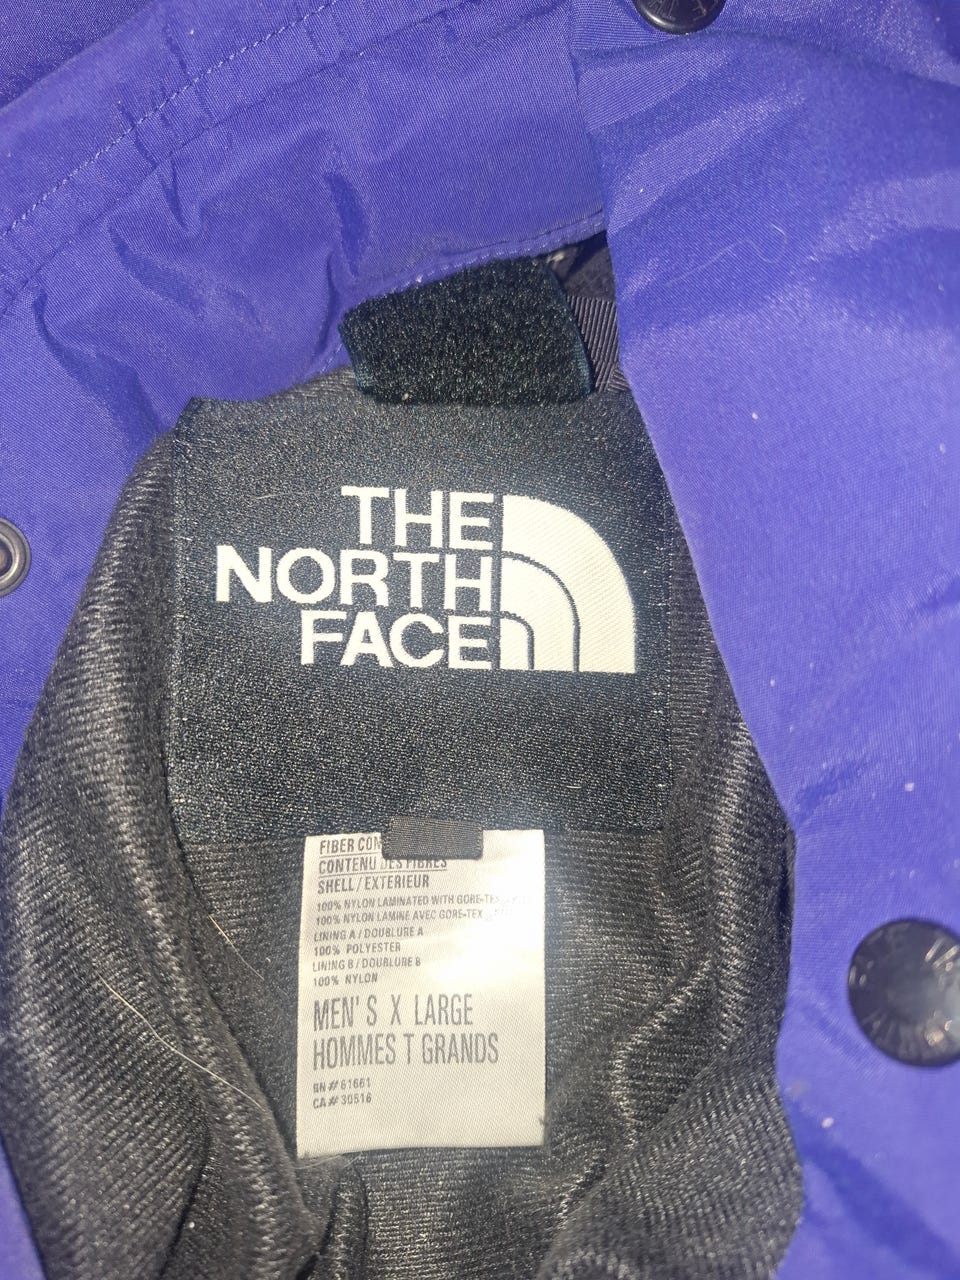 THE
NORTH
FACE
FIBER
CONTENU DES FIBRES
SHELL / EXTERIEUR
100% NYLON LAMINATED WITH GORE-TEX
100% NYLON LAMINE AVEC GORE-TEX
LINING A / DOUBLURE A
100% POLYESTER
LINING B / DOUBLURE B
100% NYLON
MEN'S X LARGE
HOMMES T GRANDS
RN# 61661
CA# 30516